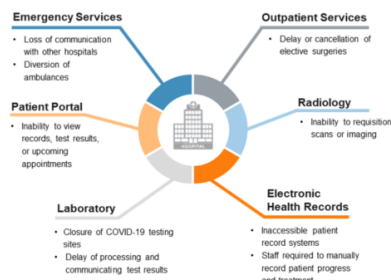 Emergency Services
• Loss of communication
with other hospitals
• Diversion of
ambulances
Outpatient Services
• Delay or cancellation of
elective surgeries
Patient Portal
• Inability to view
records, test results,
or upcoming
appointments
Radiology
• Inability to requisition
scans or imaging
HOSPITAL
Laboratory
• Closure of COVID-19 testing
sites
• Delay of processing and
communicating test results
Electronic
Health Records
• Inaccessible patient
record systems
• Staff required to manually
record patient progress
and treatment